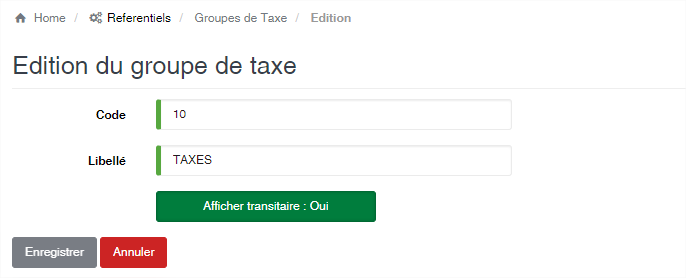 Home / Referentiels / Groupes de Taxe / Edition
Edition du groupe de taxe
Code 10
Libellé TAXES
Afficher transitaire : Oui
Enregistrer Annuler